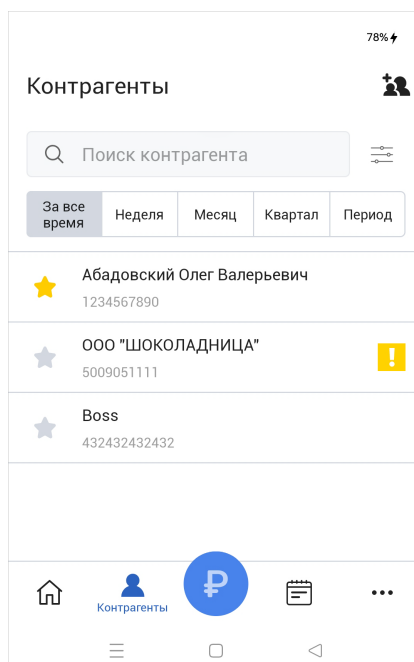 78%
Контрагенты
Поиск контрагента
За все
время
Неделя
Месяц
Квартал
Период
Абадовский Олег Валерьевич
1234567890
ООО "ШОКОЛАДНИЦА"
5009051111
!
Boss
432432432432
₽
Контрагенты